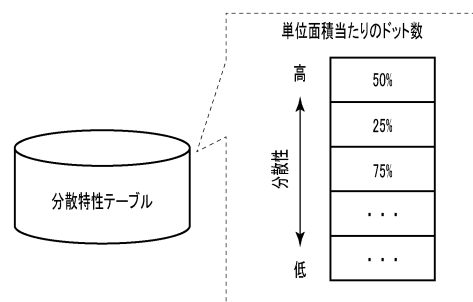 単位面積当たりのドット数
高
50%
25%
75%
・・・
・・・
分散性
低
分散特性テーブル